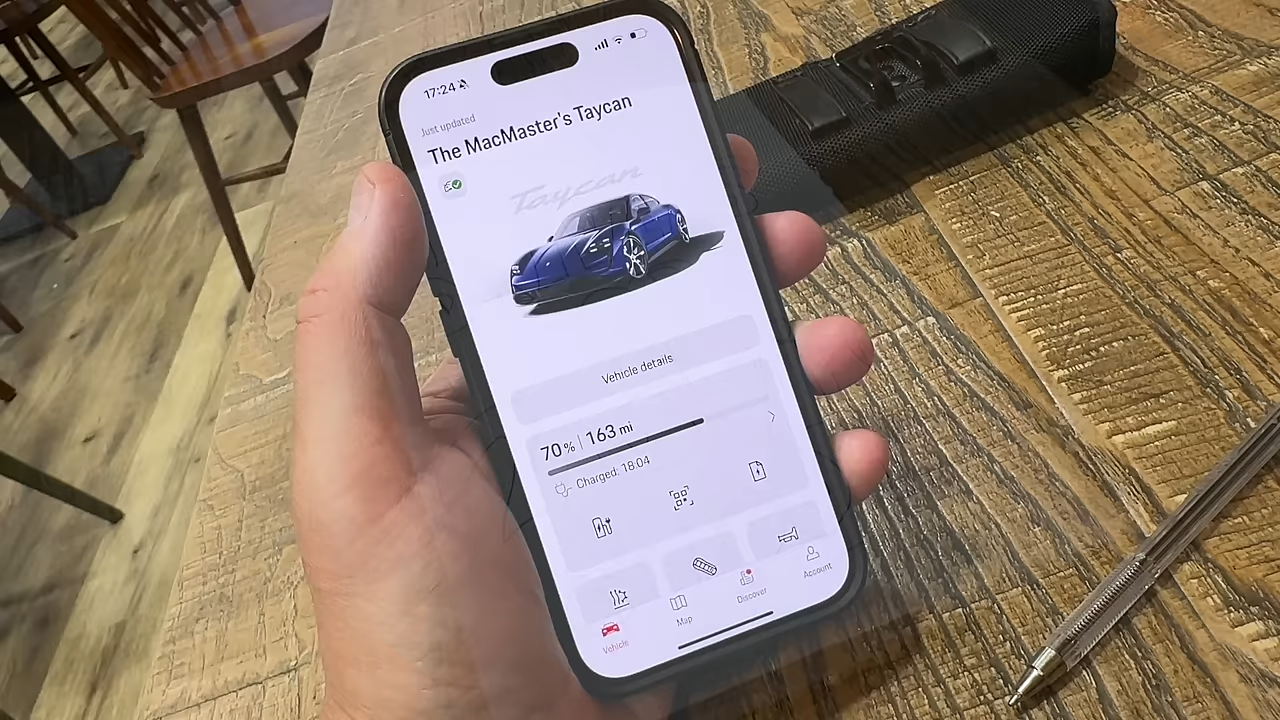 17:24
Just updated
The MacMaster's Taycan
Taycan
Vehicle details
70% | 163 mi
Charged: 18:04
Vehicle
Map
Discover
Account